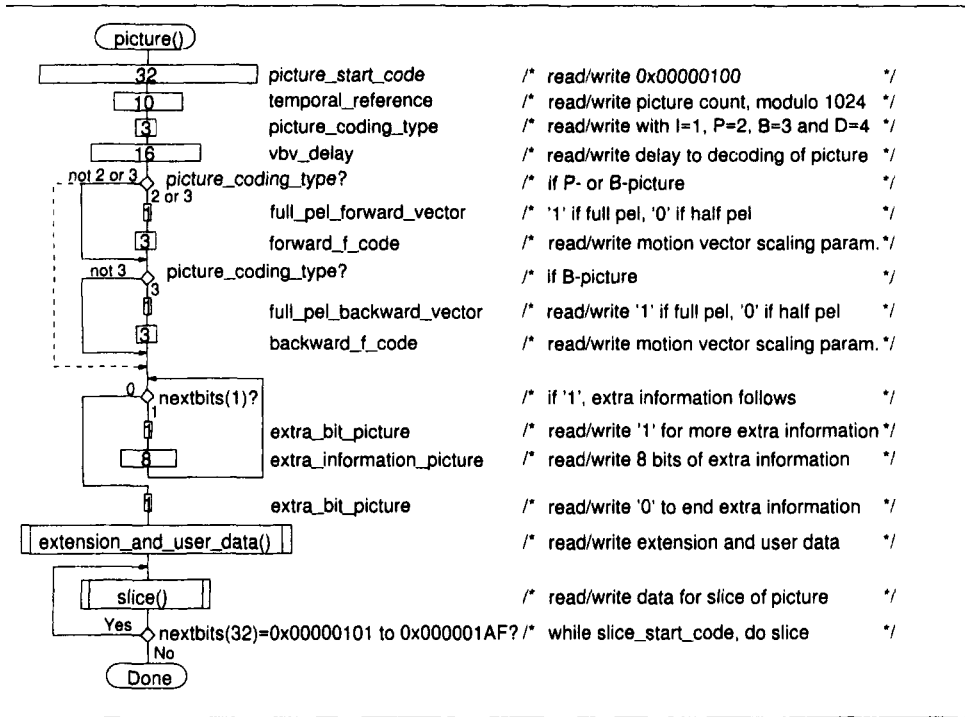 picture()
32 picture_start_code /* read/write 0x00000100 */
10 temporal_reference /* read/write picture count, modulo 1024 */
3 picture_coding_type /* read/write with I=1, P=2, B=3 and D=4 */
16 vbv_delay /* read/write delay to decoding of picture */
not 2 or 3 picture_coding_type? /* if P- or B-picture */
2 or 3
1 full_pel_forward_vector /* '1' if full pel, '0' if half pel */
3 forward_f_code /* read/write motion vector scaling param. */
not 3 picture_coding_type? /* if B-picture */
3
1 full_pel_backward_vector /* read/write '1' if full pel, '0' if half pel */
3 backward_f_code /* read/write motion vector scaling param. */
0 nextbits(1)? /* if '1', extra information follows */
1
1 extra_bit_picture /* read/write '1' for more extra information */
8 extra_information_picture /* read/write 8 bits of extra information */
1 extra_bit_picture /* read/write '0' to end extra information */
extension_and_user_data() /* read/write extension and user data */
slice() /* read/write data for slice of picture */
Yes nextbits(32)=0x00000101 to 0x000001AF? /* while slice_start_code, do slice */
No
Done